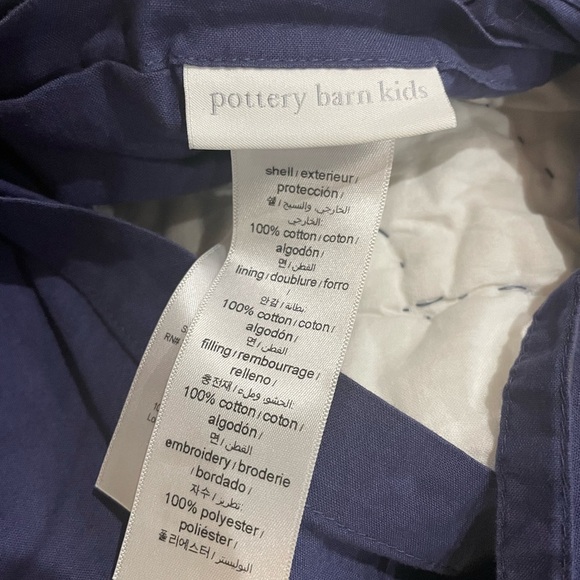 pottery barn kids
shell / exterieur /
protección /
쉘 / الخارجي، والنسيج
الخارجي:
100% cotton / coton /
algodón /
면 / القطن
lining / doublure / forro
/
안감 / بطانة:
100% cotton / coton /
algodón /
면 / القطن
filling / rembourrage /
relleno /
충전재 / الحشو، وملء:
100% cotton / coton /
algodón /
면 / القطن
embroidery / broderie
/ bordado /
자수 / تطريز:
100% polyester /
poliéster /
폴리에스터 / البوليستر
RN#